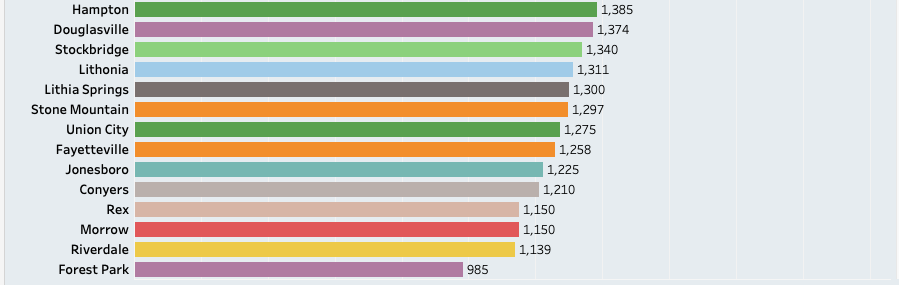 Hampton 1,385
Douglasville 1,374
Stockbridge 1,340
Lithonia 1,311
Lithia Springs 1,300
Stone Mountain 1,297
Union City 1,275
Fayetteville 1,258
Jonesboro 1,225
Conyers 1,210
Rex 1,150
Morrow 1,150
Riverdale 1,139
Forest Park 985